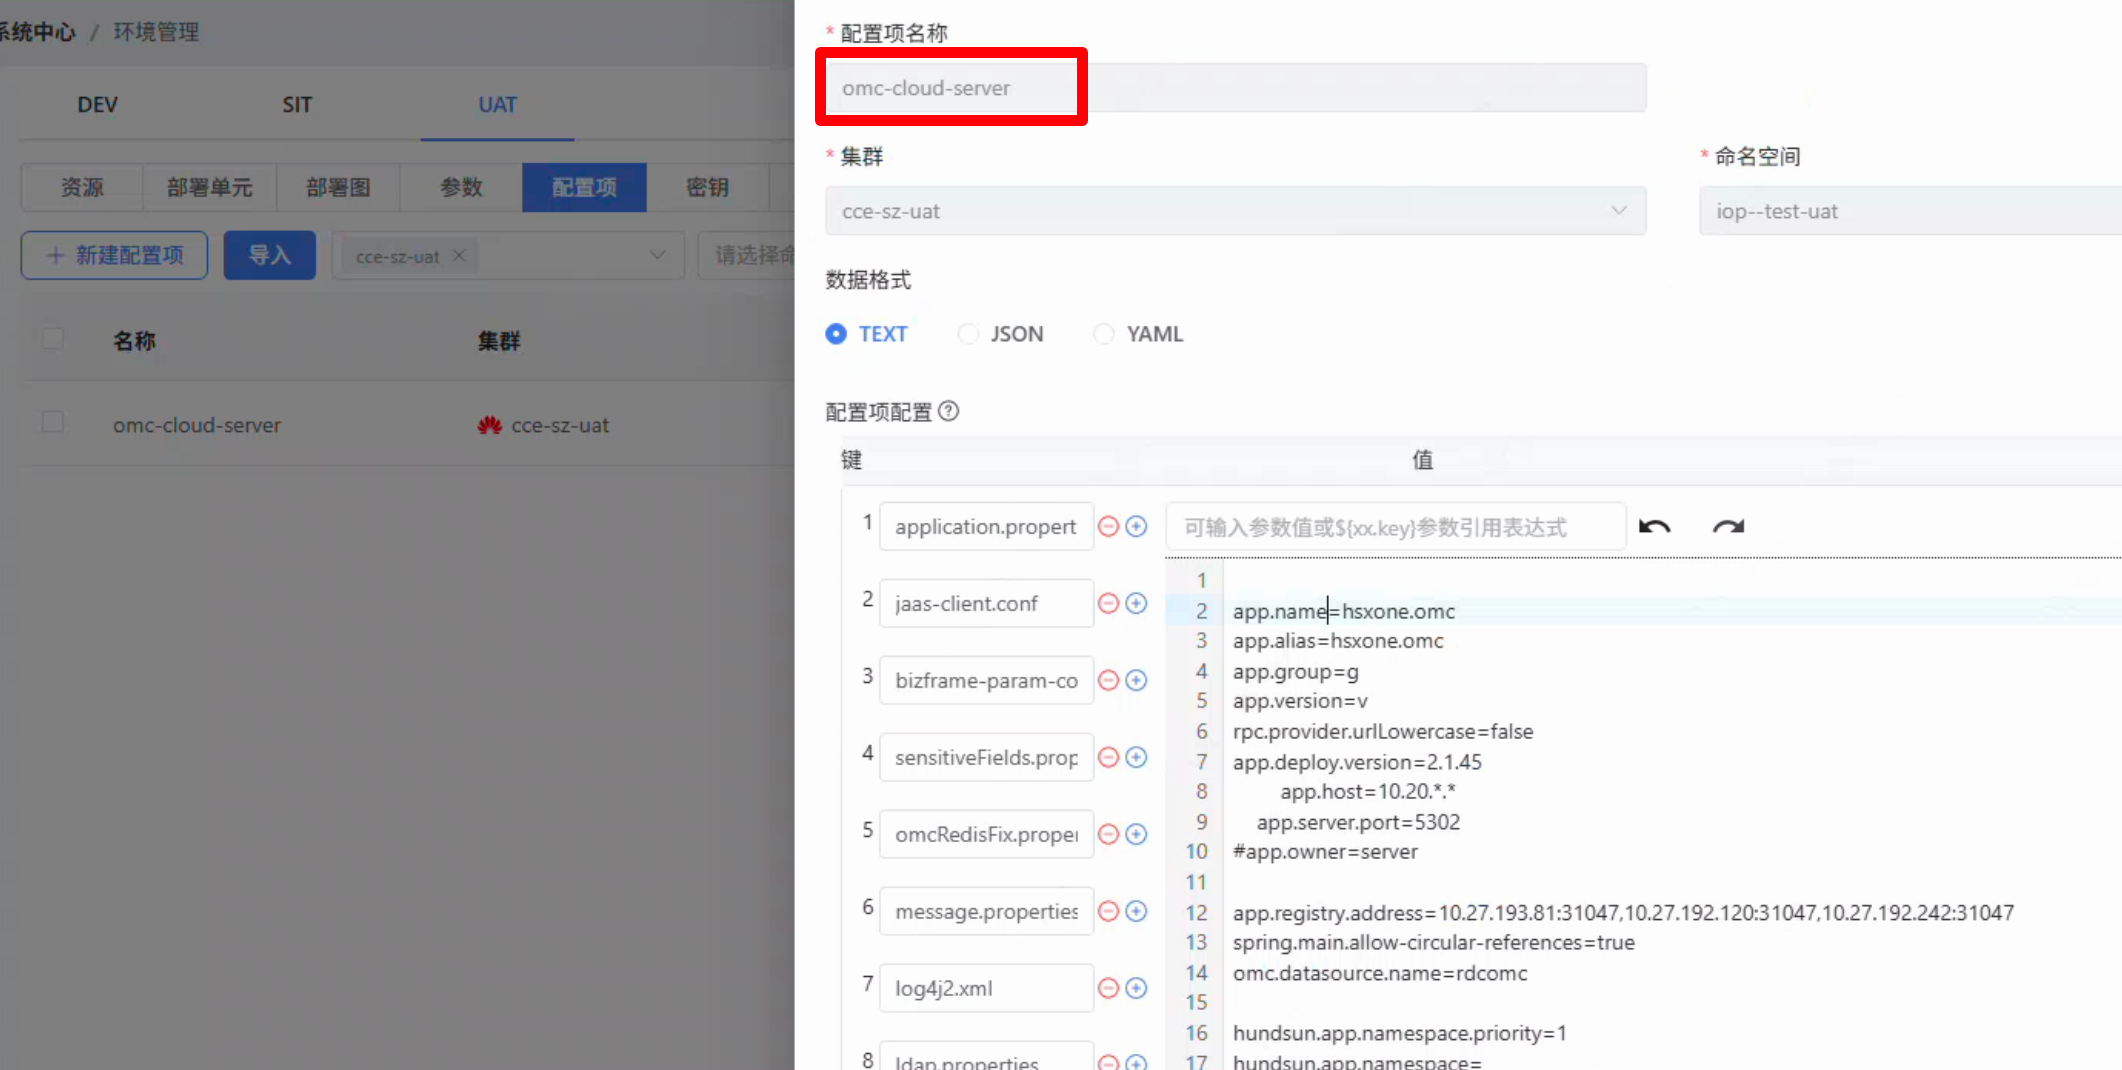 系统中心 / 环境管理
DEV
SIT
UAT
资源
部署单元
部署图
参数
配置项
密钥
+ 新建配置项
导入
cce-sz-uat ×
请选择命
名称
集群
omc-cloud-server
cce-sz-uat
* 配置项名称
omc-cloud-server
* 集群
* 命名空间
cce-sz-uat
iop--test-uat
数据格式
TEXT
JSON
YAML
配置项配置
键
值
1 application.propert
2 jaas-client.conf
3 bizframe-param-co
4 sensitiveFields.prop
5 omcRedisFix.proper
6 message.properties
7 log4j2.xml
8 ldap.properties
可输入参数值或${xx.key}参数引用表达式
1
2 app.name=hsxone.omc
3 app.alias=hsxone.omc
4 app.group=g
5 app.version=v
6 rpc.provider.urlLowercase=false
7 app.deploy.version=2.1.45
8 app.host=10.20.*.*
9 app.server.port=5302
10 #app.owner=server
11
12 app.registry.address=10.27.193.81:31047,10.27.192.120:31047,10.27.192.242:31047
13 spring.main.allow-circular-references=true
14 omc.datasource.name=rdcomc
15
16 hundsun.app.namespace.priority=1
17 hundsun.app.namespace=